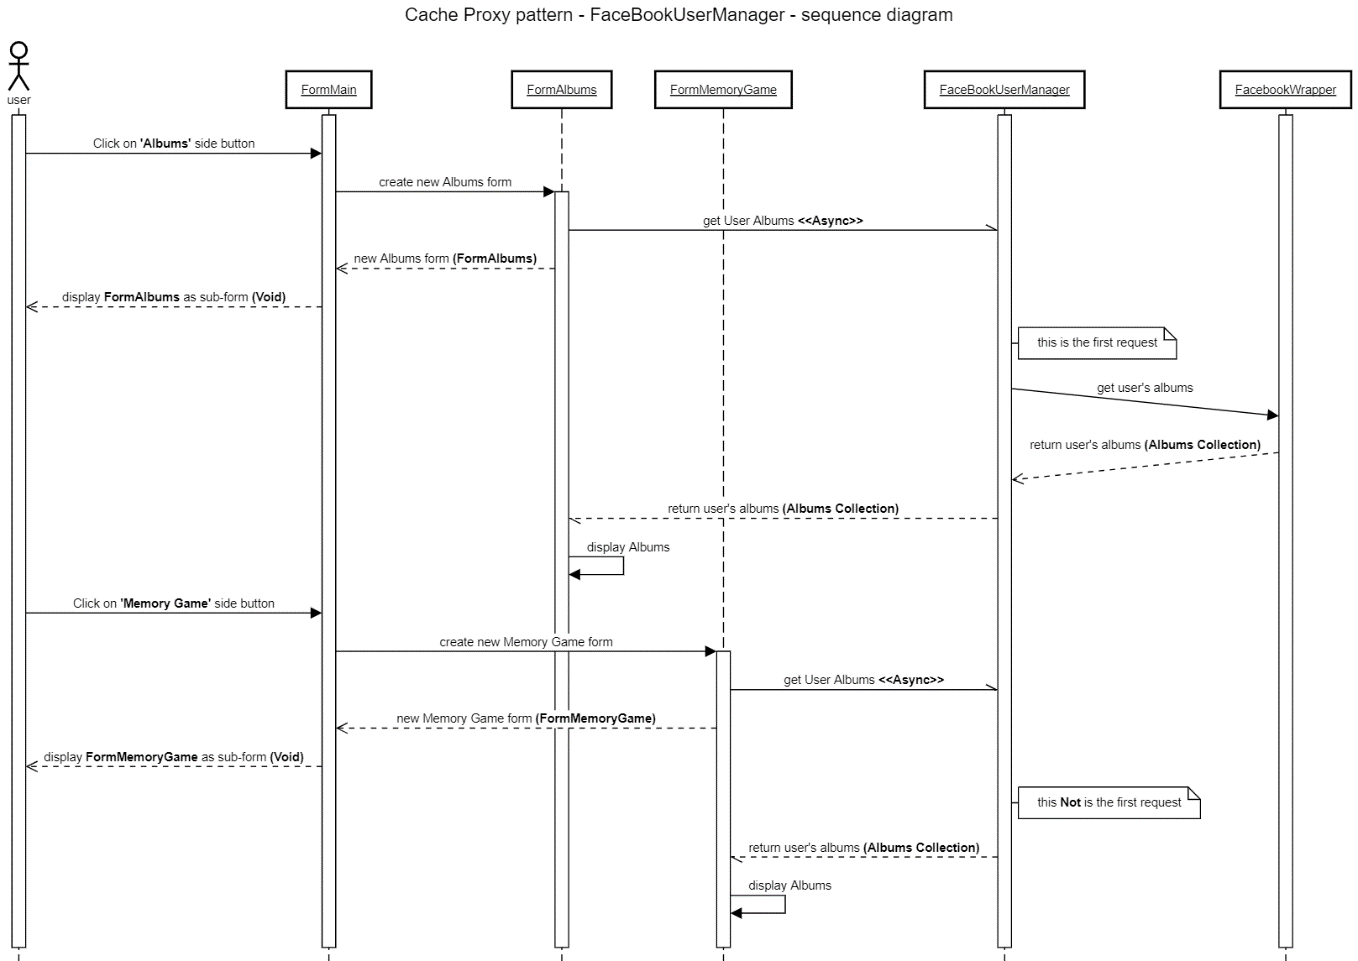 Cache Proxy pattern - FaceBookUserManager - sequence diagram
user
FormMain
FormAlbums
FormMemoryGame
FaceBookUserManager
FacebookWrapper
Click on 'Albums' side button
create new Albums form
get User Albums <<Async>>
new Albums form (FormAlbums)
display FormAlbums as sub-form (Void)
this is the first request
get user's albums
return user's albums (Albums Collection)
return user's albums (Albums Collection)
display Albums
Click on 'Memory Game' side button
create new Memory Game form
get User Albums <<Async>>
new Memory Game form (FormMemoryGame)
display FormMemoryGame as sub-form (Void)
this Not is the first request
return user's albums (Albums Collection)
display Albums